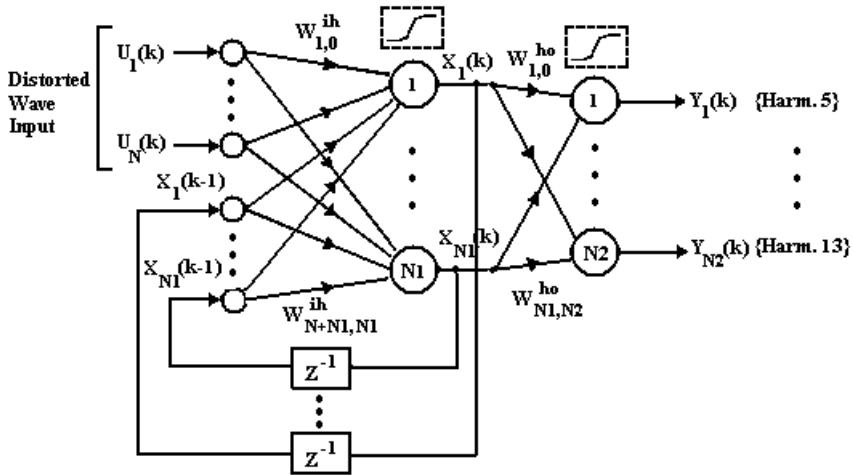 Distorted
Wave
Input
U1(k)
UN(k)
X1(k-1)
XN1(k-1)
W1,0^ih
WN+N1,N1^ih
1
N1
X1(k)
XN1(k)
W1,0^ho
WN1,N2^ho
1
N2
Y1(k) {Harm. 5}
YN2(k) {Harm. 13}
Z^-1
Z^-1